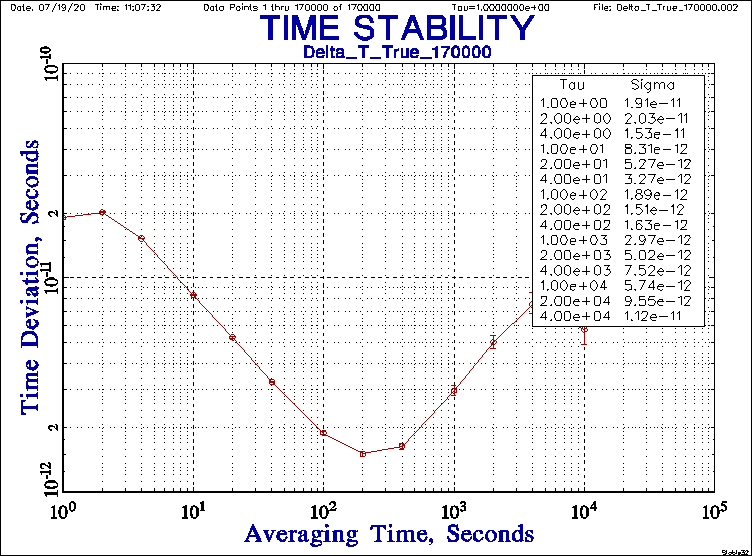 Date: 07/19/20 Time: 11:07:32 Data Points 1 thru 170000 of 170000 Tau=1.0000000e+00 File: Delta_T_True_170000.002
TIME STABILITY
Delta_T_True_170000
Time Deviation, Seconds
10^-10
2
10^-11
2
10^-12
Tau Sigma
1.00e+00 1.91e-11
2.00e+00 2.03e-11
4.00e+00 1.53e-11
1.00e+01 8.31e-12
2.00e+01 5.27e-12
4.00e+01 3.27e-12
1.00e+02 1.89e-12
2.00e+02 1.51e-12
4.00e+02 1.63e-12
1.00e+03 2.97e-12
2.00e+03 5.02e-12
4.00e+03 7.52e-12
1.00e+04 5.74e-12
2.00e+04 9.55e-12
4.00e+04 1.12e-11
10^0 10^1 10^2 10^3 10^4 10^5
Averaging Time, Seconds
Stable32